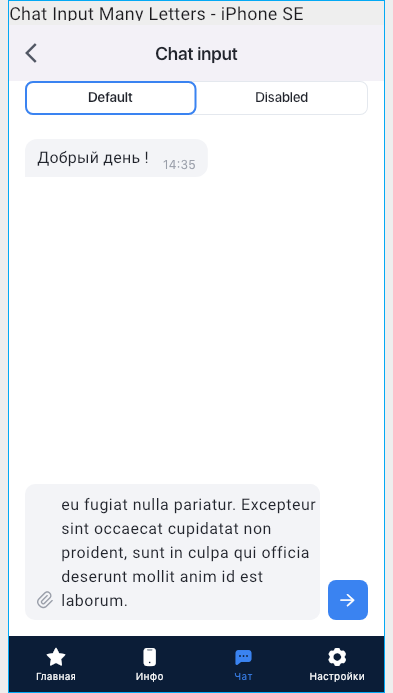 Chat Input Many Letters - iPhone SE
Chat input
Default
Disabled
Добрый день !
14:35
eu fugiat nulla pariatur. Excepteur
sint occaecat cupidatat non
proident, sunt in culpa qui officia
deserunt mollit anim id est
laborum.
Главная
Инфо
Чат
Настройки